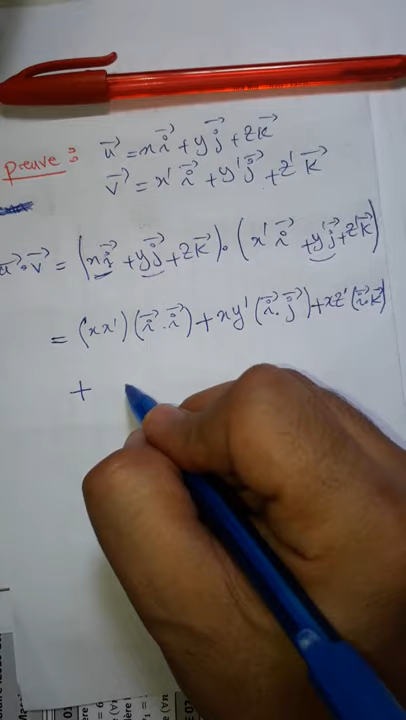 preuve : u⃗ = x i⃗ + y j⃗ + z k⃗
v⃗ = x' i⃗ + y' j⃗ + z' k⃗
u⃗ . v⃗ = (x i⃗ + y j⃗ + z k⃗) . (x' i⃗ + y' j⃗ + z' k⃗)
= (xx') (i⃗ . i⃗) + xy' (i⃗ . j⃗) + xz' (i⃗ . k⃗)
+